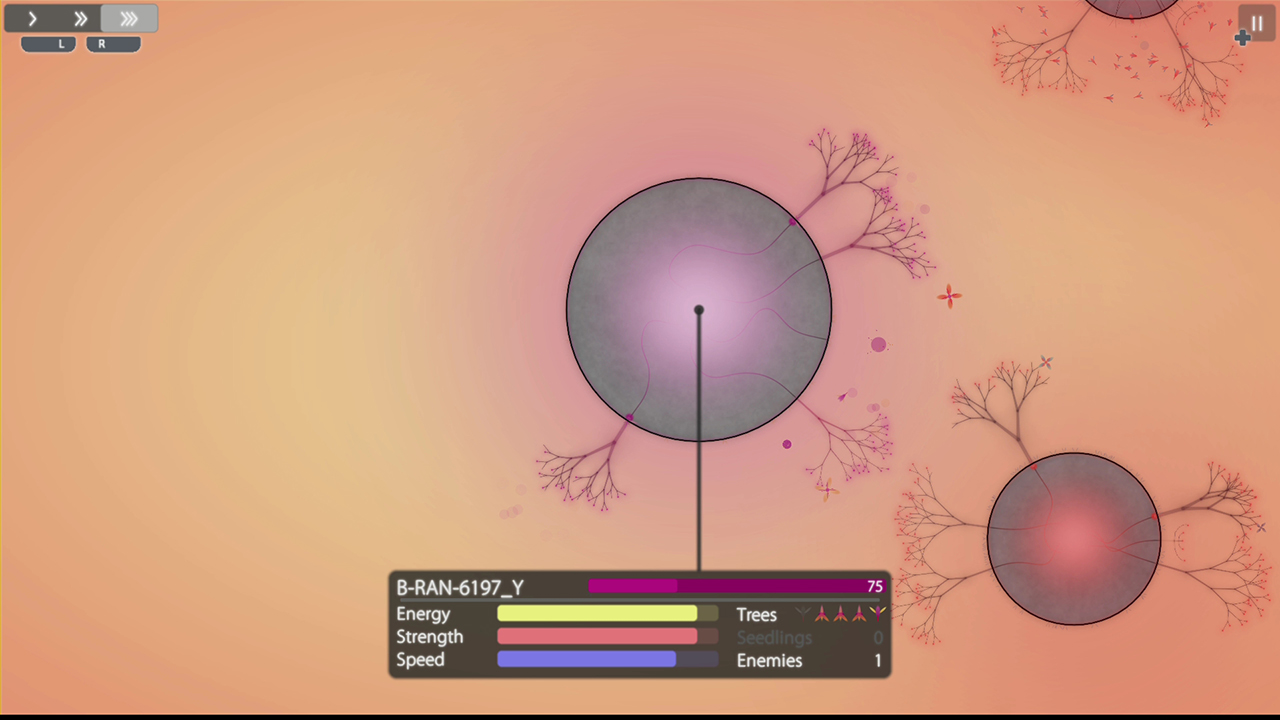 L R
B-RAN-6197_Y 75
Energy Trees
Strength Seedlings 0
Speed Enemies 1